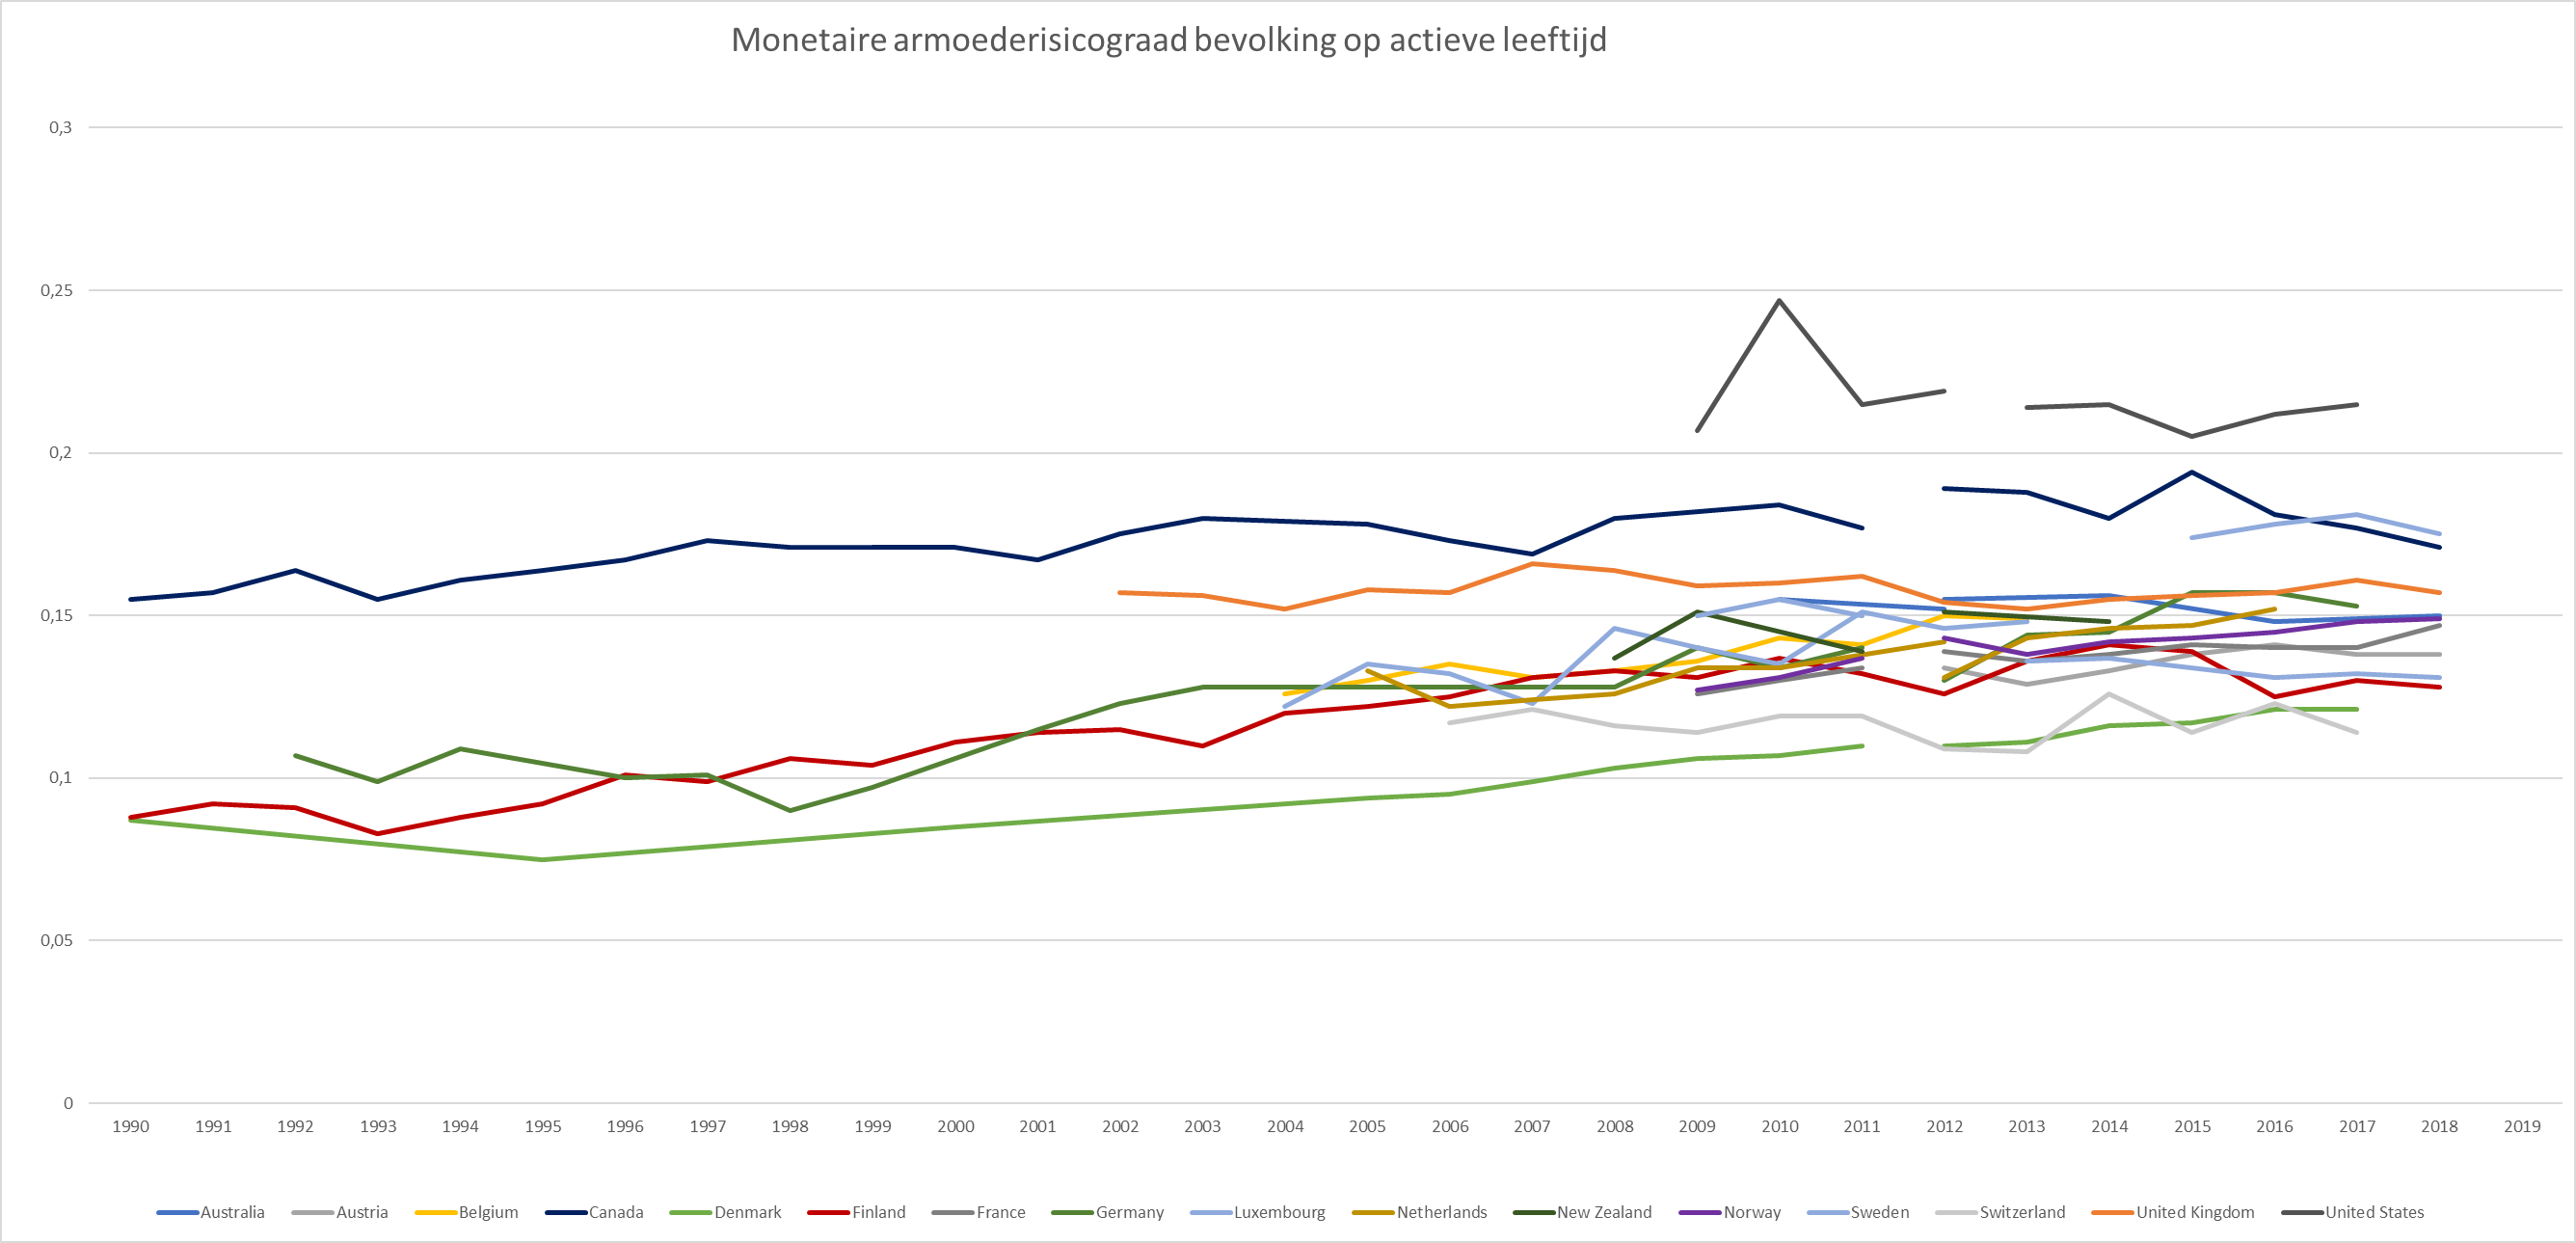 Monetaire armoederisicograad bevolking op actieve leeftijd
0,3
0,25
0,2
0,15
0,1
0,05
0
1990 1991 1992 1993 1994 1995 1996 1997 1998 1999 2000 2001 2002 2003 2004 2005 2006 2007 2008 2009 2010 2011 2012 2013 2014 2015 2016 2017 2018 2019
Australia Austria Belgium Canada Denmark Finland France Germany Luxembourg Netherlands New Zealand Norway Sweden Switzerland United Kingdom United States